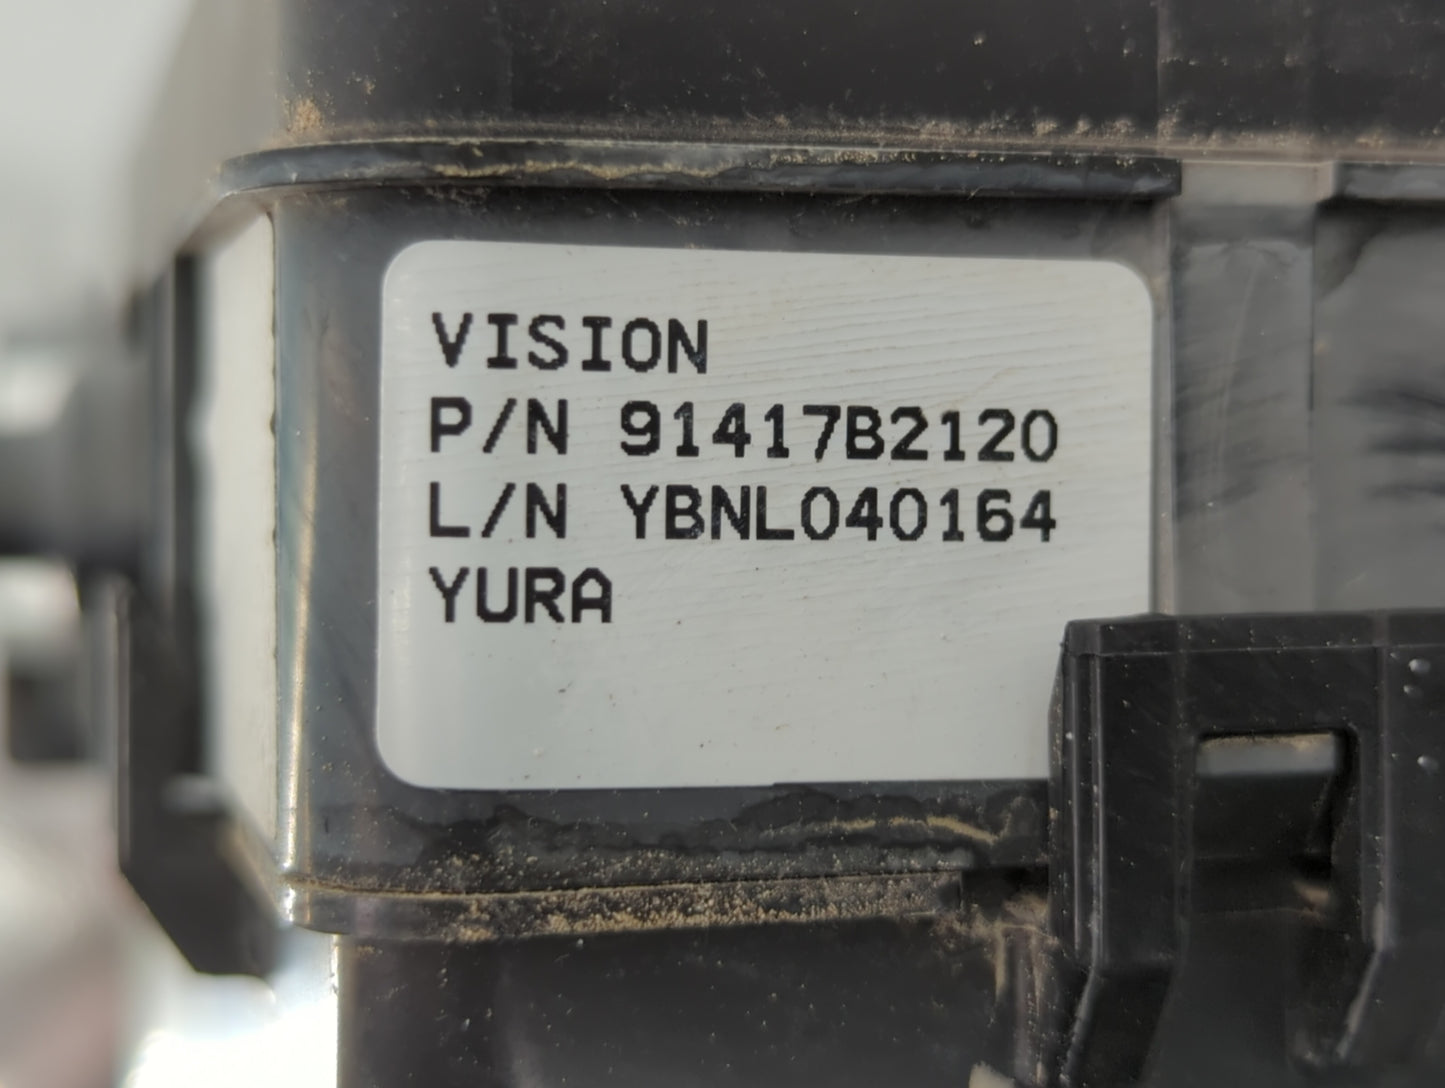 VISION
P/N 91417B2120
L/N YBNL040164
YURA